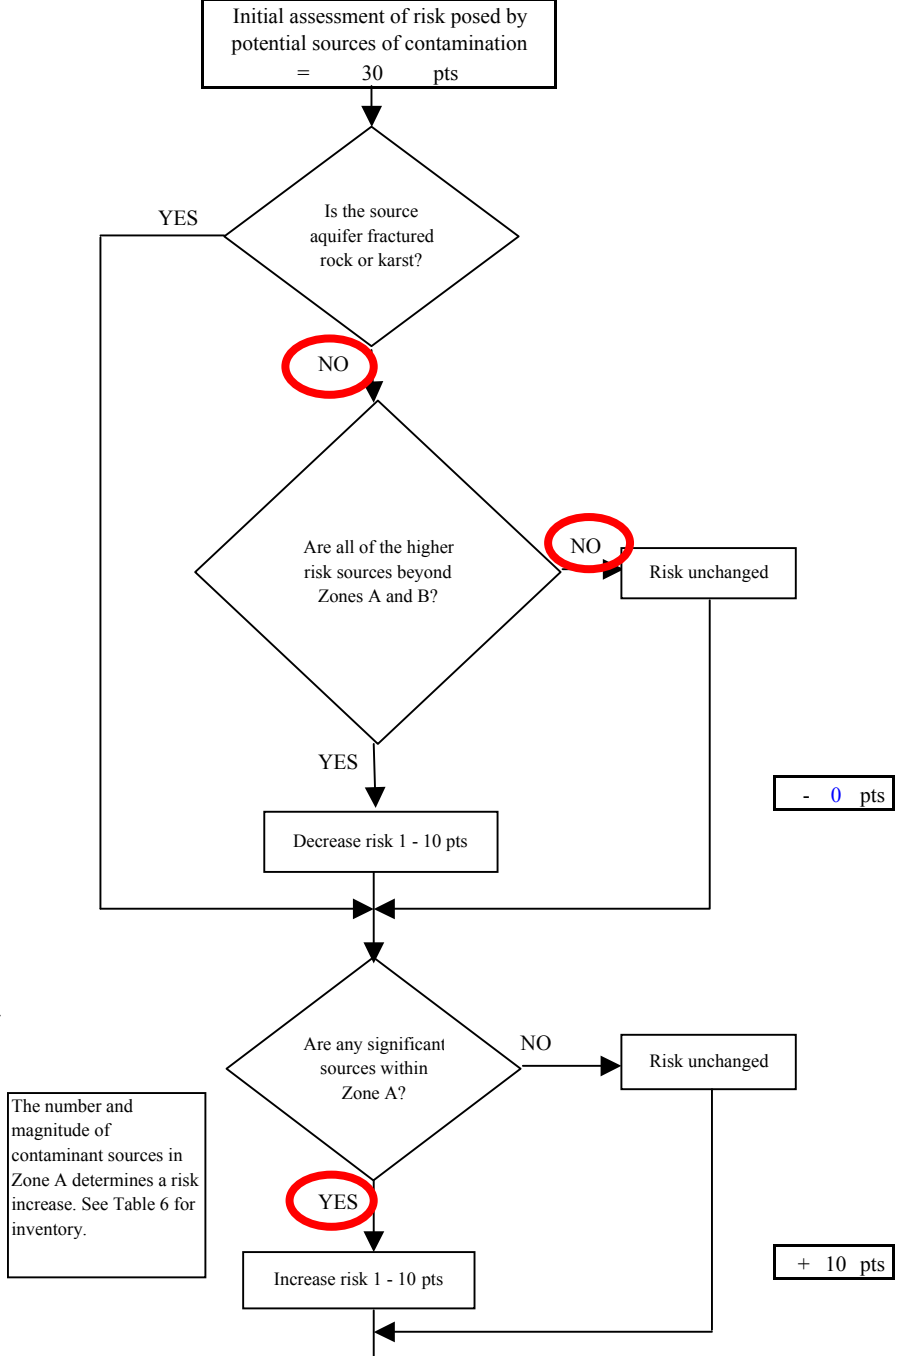 Initial assessment of risk posed by
potential sources of contamination
= 30 pts
YES
Is the source
aquifer fractured
rock or karst?
NO
Are all of the higher
risk sources beyond
Zones A and B?
NO
Risk unchanged
YES
- 0 pts
Decrease risk 1 - 10 pts
Are any significant
sources within
Zone A?
NO
Risk unchanged
The number and
magnitude of
contaminant sources in
Zone A determines a risk
increase. See Table 6 for
inventory.
YES
+ 10 pts
Increase risk 1 - 10 pts